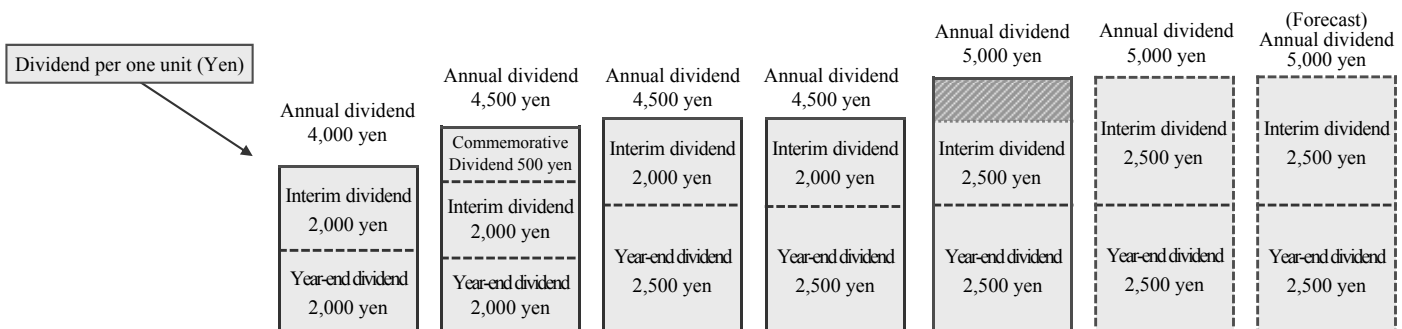 Dividend per one unit (Yen)
Annual dividend
4,000 yen
Interim dividend
2,000 yen
Year-end dividend
2,000 yen
Annual dividend
4,500 yen
Commemorative
Dividend 500 yen
Interim dividend
2,000 yen
Year-end dividend
2,000 yen
Annual dividend
4,500 yen
Interim dividend
2,000 yen
Year-end dividend
2,500 yen
Annual dividend
4,500 yen
Interim dividend
2,000 yen
Year-end dividend
2,500 yen
Annual dividend
5,000 yen
Interim dividend
2,500 yen
Year-end dividend
2,500 yen
Annual dividend
5,000 yen
Interim dividend
2,500 yen
Year-end dividend
2,500 yen
(Forecast)
Annual dividend
5,000 yen
Interim dividend
2,500 yen
Year-end dividend
2,500 yen